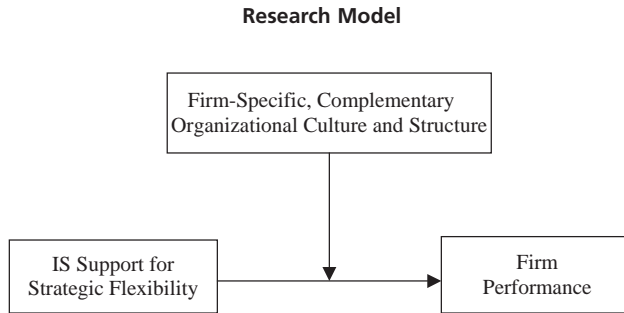 Research Model
Firm-Specific, Complementary
Organizational Culture and Structure
IS Support for
Strategic Flexibility
Firm
Performance